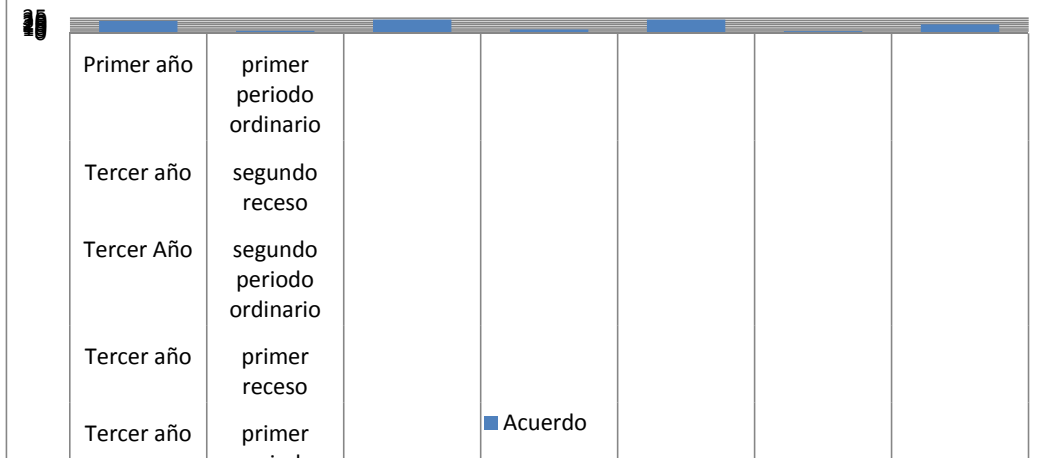 Primer año
primer
periodo
ordinario
Tercer año
segundo
receso
Tercer Año
segundo
periodo
ordinario
Tercer año
primer
receso
Acuerdo
Tercer año
primer